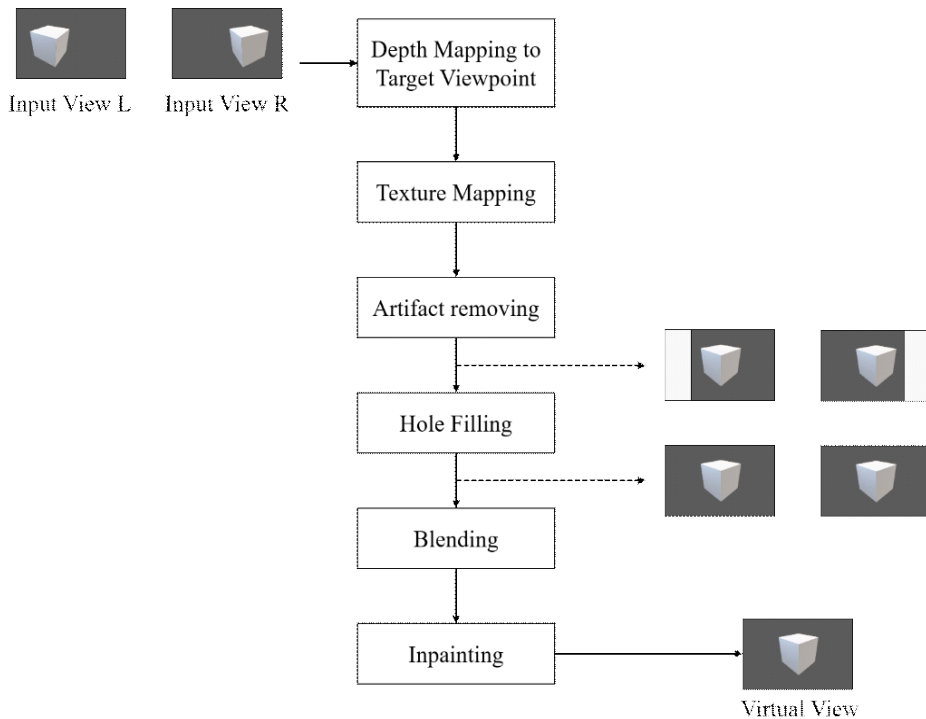 Input View L
Input View R
Depth Mapping to
Target Viewpoint
Texture Mapping
Artifact removing
Hole Filling
Blending
Inpainting
Virtual View